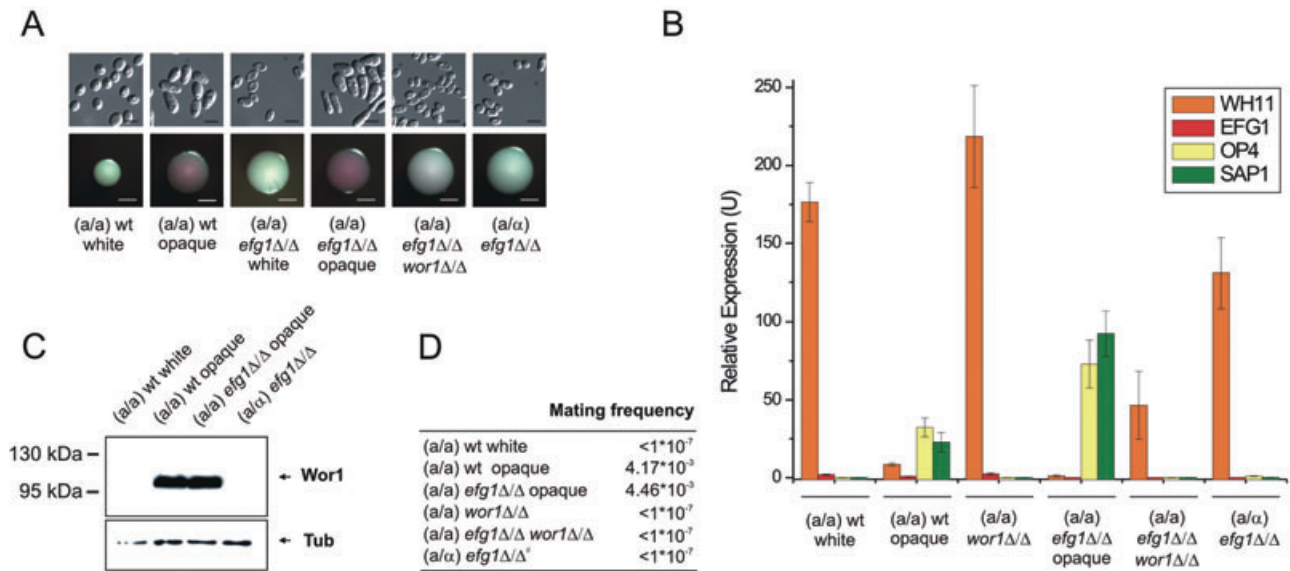 A
(a/a) wt
white
(a/a) wt
opaque
(a/a)
efg1Δ/Δ
white
(a/a)
efg1Δ/Δ
opaque
(a/a)
efg1Δ/Δ
wor1Δ/Δ
(a/α)
efg1Δ/Δ
B
Relative Expression (U)
250
200
150
100
50
0
WH11
EFG1
OP4
SAP1
(a/a) wt
white
(a/a) wt
opaque
(a/a)
wor1Δ/Δ
(a/a)
efg1Δ/Δ
opaque
(a/a)
efg1Δ/Δ
wor1Δ/Δ
(a/α)
efg1Δ/Δ
C
(a/a) wt white
(a/a) wt opaque
(a/a) efg1Δ/Δ opaque
(a/α) efg1Δ/Δ
130 kDa
95 kDa
Wor1
Tub
D
Mating frequency
(a/a) wt white <1*10⁻⁷
(a/a) wt opaque 4.17*10⁻³
(a/a) efg1Δ/Δ opaque 4.46*10⁻³
(a/a) wor1Δ/Δ <1*10⁻⁷
(a/a) efg1Δ/Δ wor1Δ/Δ <1*10⁻⁷
(a/α) efg1Δ/Δ <1*10⁻⁷